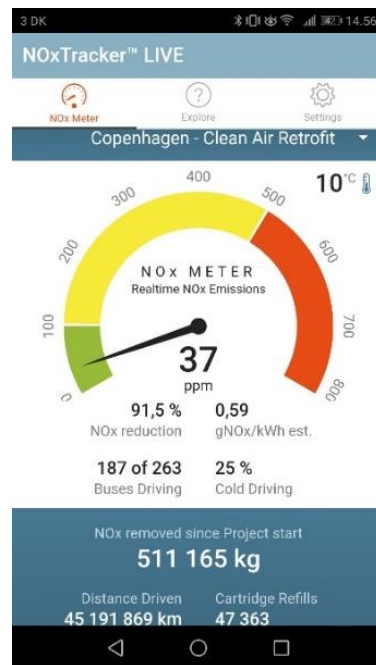 3 DK 42 14.56
NOxTracker™ LIVE
NOx Meter Explore Settings
Copenhagen - Clean Air Retrofit
10°C
0 100 200 300 400 500 600 700 800
NOx METER
Realtime NOx Emissions
37
ppm
91,5 % 0,59
NOx reduction gNOx/kWh est.
187 of 263 25 %
Buses Driving Cold Driving
NOx removed since Project start
511 165 kg
Distance Driven Cartridge Refills
45 191 869 km 47 363